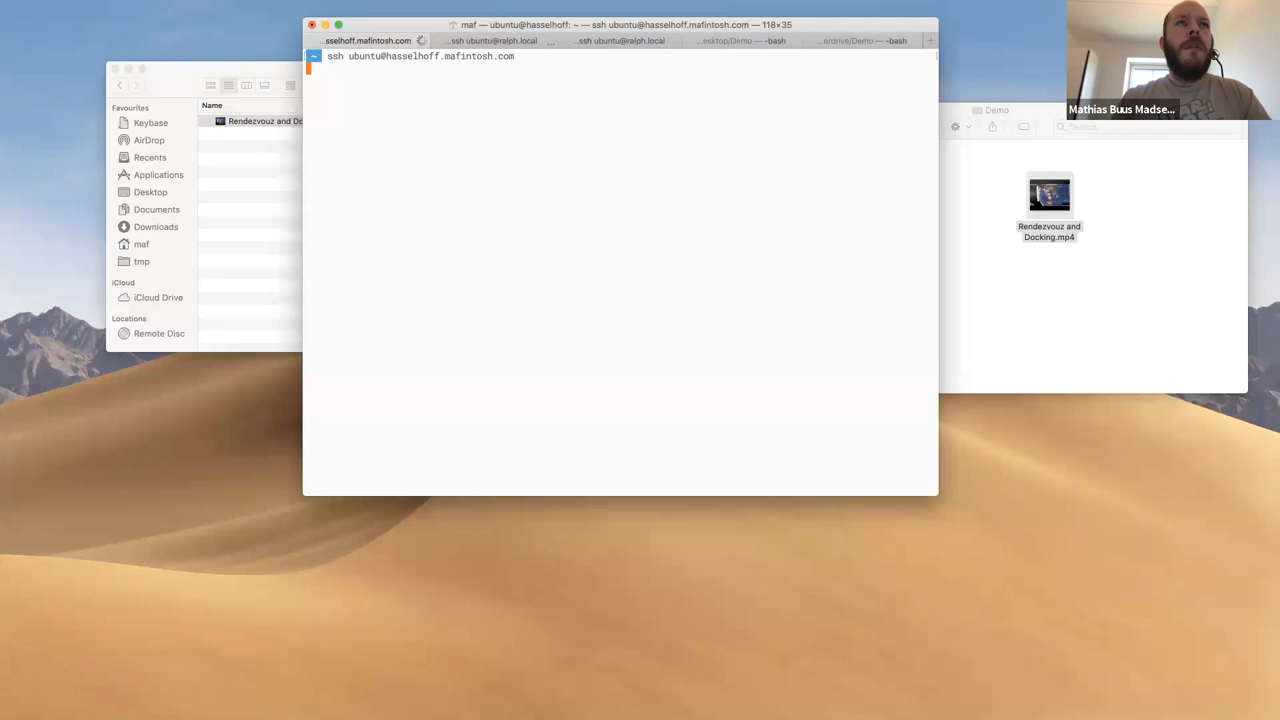 maf — ubuntu@hasselhoff: ~ — ssh ubuntu@hasselhoff.mafintosh.com — 118×35
...sselhoff.mafintosh.com
...ssh ubuntu@ralph.local
...
...ssh ubuntu@ralph.local
...esktop/Demo — -bash
...erdrive/Demo — -bash
+
~ ssh ubuntu@hasselhoff.mafintosh.com
Favourites
Keybase
AirDrop
Recents
Applications
Desktop
Documents
Downloads
maf
tmp
iCloud
iCloud Drive
Locations
Remote Disc
Name
Rendezvouz and Do
Mathias Buus Madse...
Demo
Search
Rendezvouz and
Docking.mp4